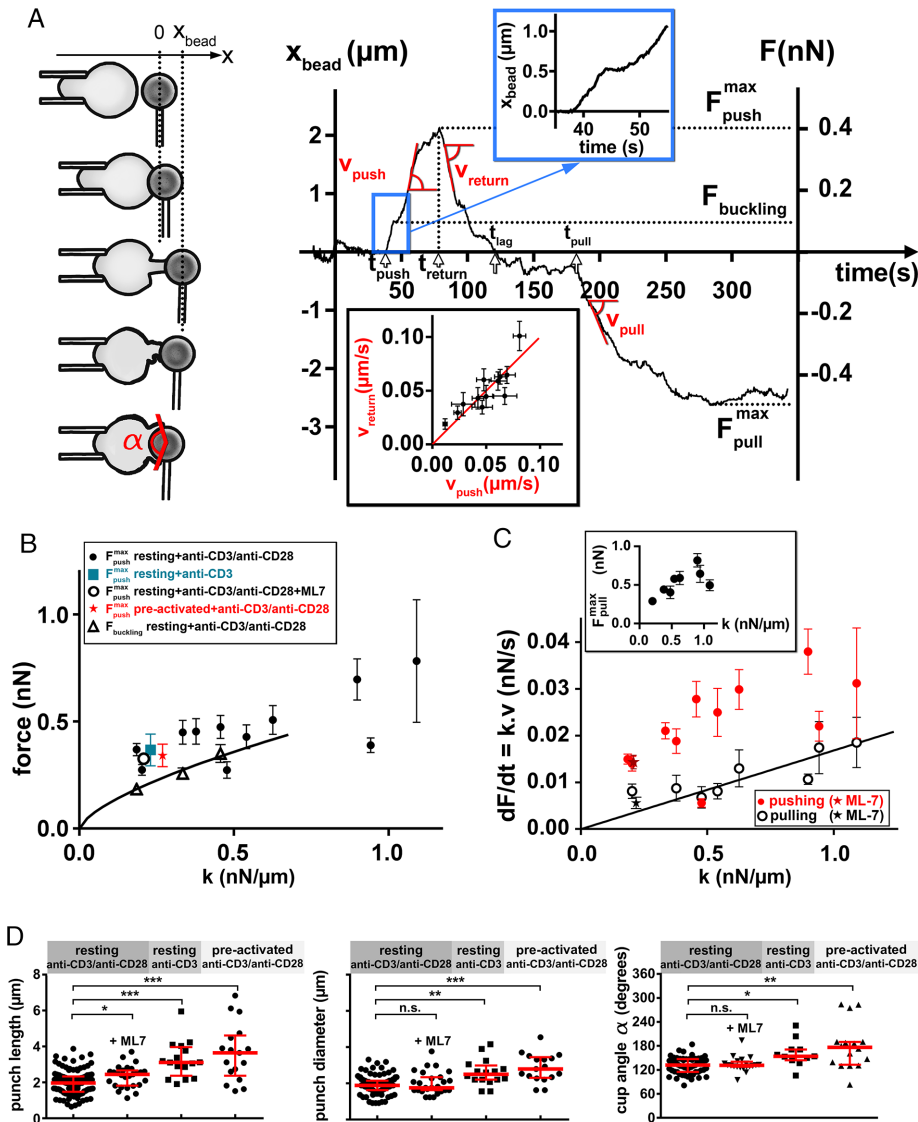 A
0 x_bead
x
x_bead (µm)
F(nN)
2
1
-1
-2
-3
x_bead (µm)
1.0
0.5
0.0
40 50
time (s)
F_push^max
0.4
F_buckling
0.2
-0.2
-0.4
F_pull^max
v_push
v_return
v_pull
t_push
t_return
t_lag
t_pull
50 100 150 200 250 300
time(s)
v_return (µm/s)
0.10
0.05
0.00
0.00 0.05 0.10
v_push(µm/s)
α
B
F_push^max resting+anti-CD3/anti-CD28
F_push^max resting+anti-CD3
F_push^max resting+anti-CD3/anti-CD28+ML7
F_push^max pre-activated+anti-CD3/anti-CD28
F_buckling resting+anti-CD3/anti-CD28
force (nN)
1.0
0.5
0.0
0.0 0.5 1.0
k (nN/µm)
C
F_pull^max (nN)
1.0
0.5
0.0
0.0 1.0
k (nN/µm)
dF/dt = k.v (nN/s)
0.04
0.03
0.02
0.01
0.00
0.0 0.5 1.0
k (nN/µm)
pushing (★ ML-7)
pulling (★ ML-7)
D
resting anti-CD3/anti-CD28
resting anti-CD3
pre-activated anti-CD3/anti-CD28
punch length (µm)
8
6
4
2
0
***
***
*
+ ML7
resting anti-CD3/anti-CD28
resting anti-CD3
pre-activated anti-CD3/anti-CD28
punch diameter (µm)
8
6
4
2
0
***
**
n.s.
+ ML7
resting anti-CD3/anti-CD28
resting anti-CD3
pre-activated anti-CD3/anti-CD28
cup angle α (degrees)
360
300
240
180
120
60
0
**
*
n.s.
+ ML7